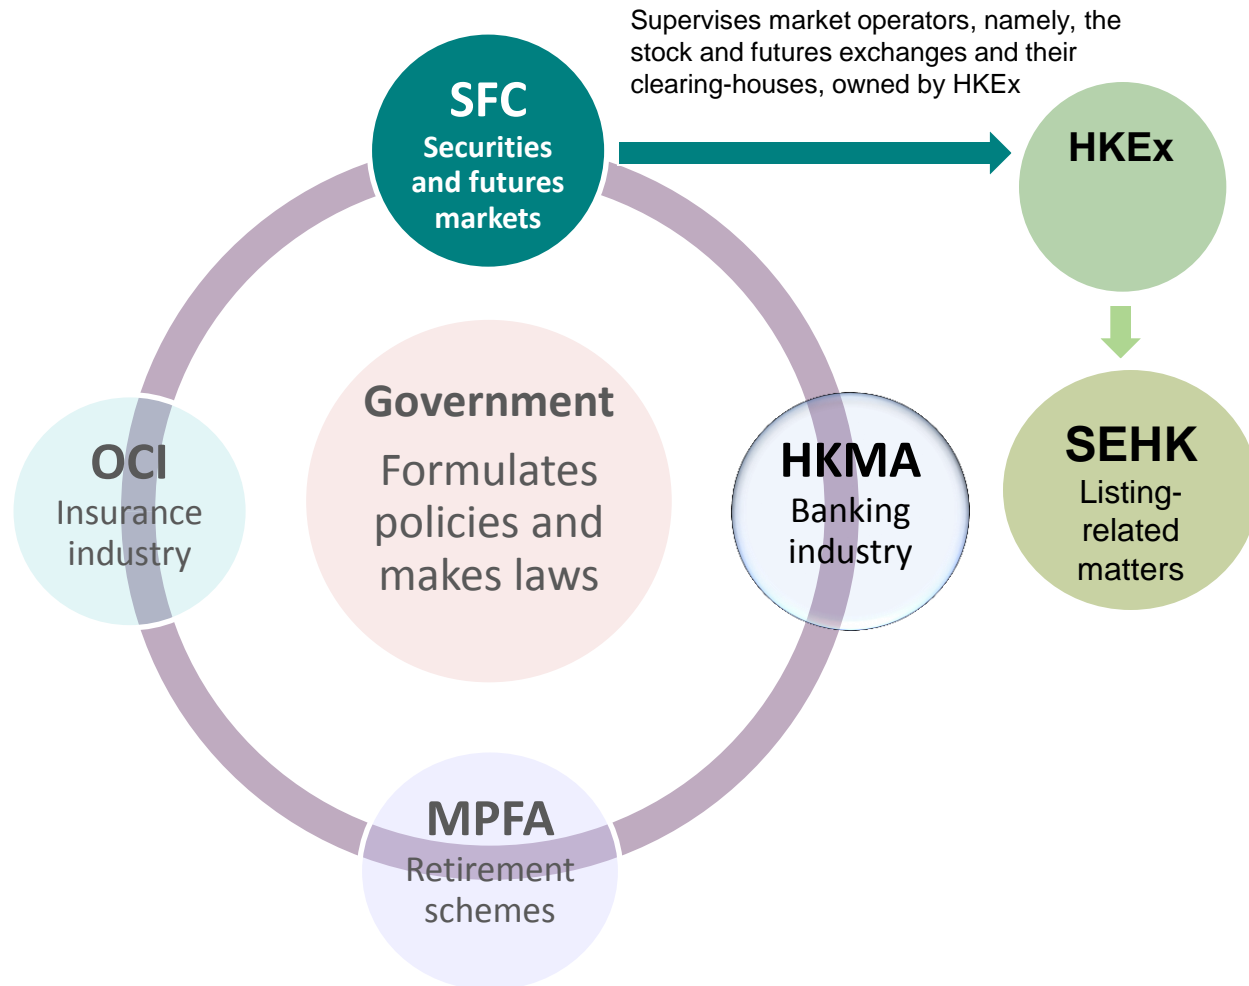 Supervises market operators, namely, the
stock and futures exchanges and their
clearing-houses, owned by HKEx
SFC
Securities
and futures
markets
HKEx
Government
Formulates
policies and
makes laws
OCI
Insurance
industry
HKMA
Banking
industry
SEHK
Listing-
related
matters
MPFA
Retirement
schemes